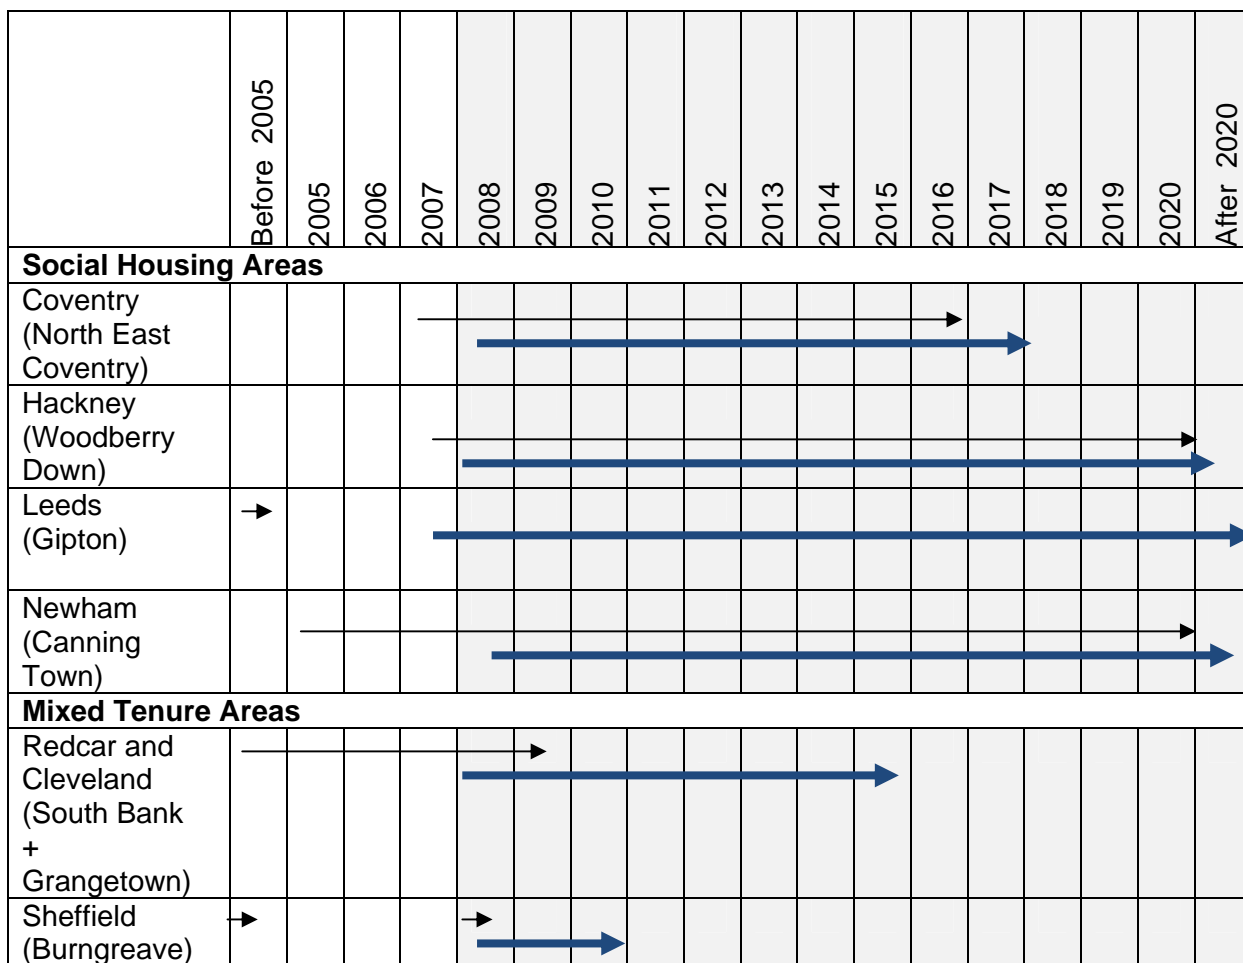 Before 2005
2005
2006
2007
2008
2009
2010
2011
2012
2013
2014
2015
2016
2017
2018
2019
2020
After 2020
Social Housing Areas
Coventry
(North East
Coventry)
Hackney
(Woodberry
Down)
Leeds
(Gipton)
Newham
(Canning
Town)
Mixed Tenure Areas
Redcar and
Cleveland
(South Bank
+
Grangetown)
Sheffield
(Burngreave)